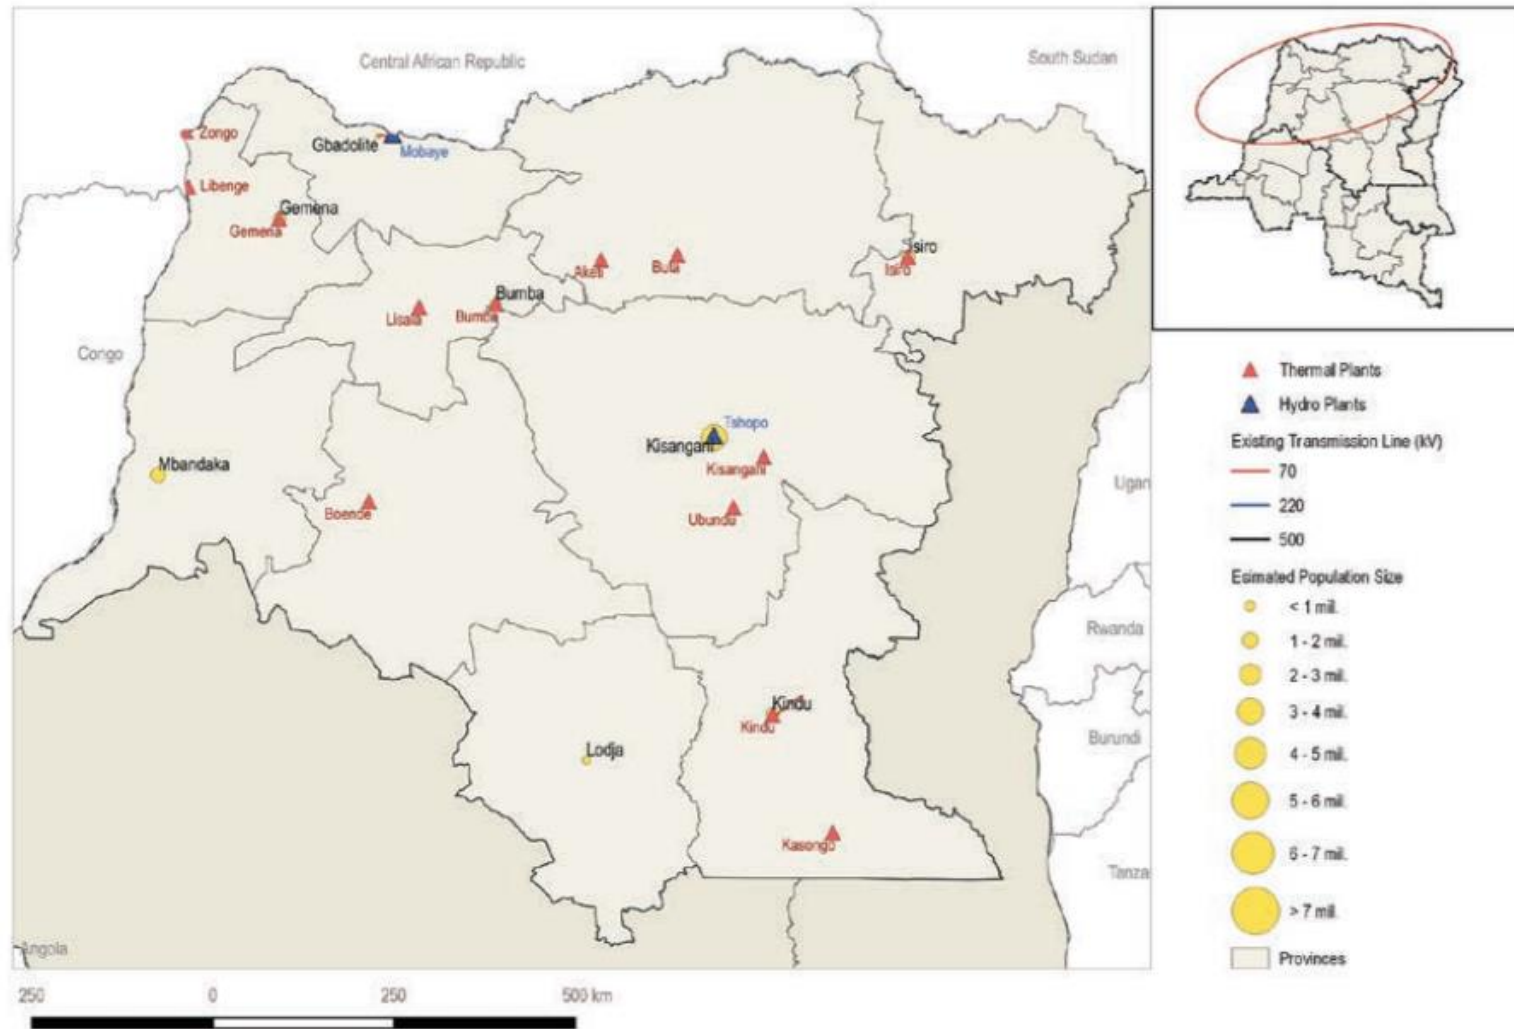 Central African Republic
South Sudan
Zongo
Gbadolite
Mobaye
Libenge
Gemena
Gemena
Isiro
Aketi
Buta
Isiro
Bumba
Lisala
Bumba
Congo
Tshopo
Kisangani
Mbandaka
Kisangani
Boende
Ubundu
Ugan
Rwanda
Kindu
Kindu
Burundi
Lodja
Kasongo
Tanza
Angola
250 0 250 500 km
Thermal Plants
Hydro Plants
Existing Transmission Line (kV)
70
220
500
Esimated Population Size
< 1 mil.
1 - 2 mil.
2 - 3 mil.
3 - 4 mil.
4 - 5 mil.
5 - 6 mil.
6 - 7 mil.
> 7 mil.
Provinces